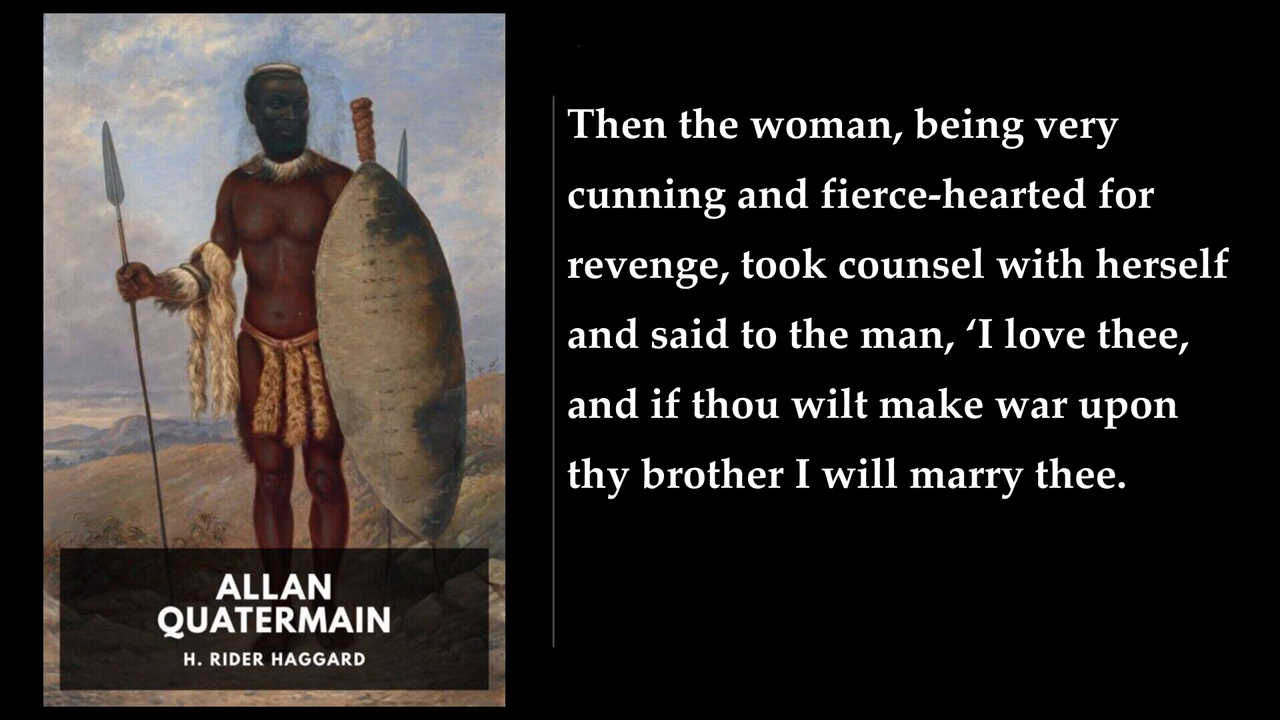 Then the woman, being very
cunning and fierce-hearted for
revenge, took counsel with herself
and said to the man, ‘I love thee,
and if thou wilt make war upon
thy brother I will marry thee.
ALLAN
QUATERMAIN
H. RIDER HAGGARD